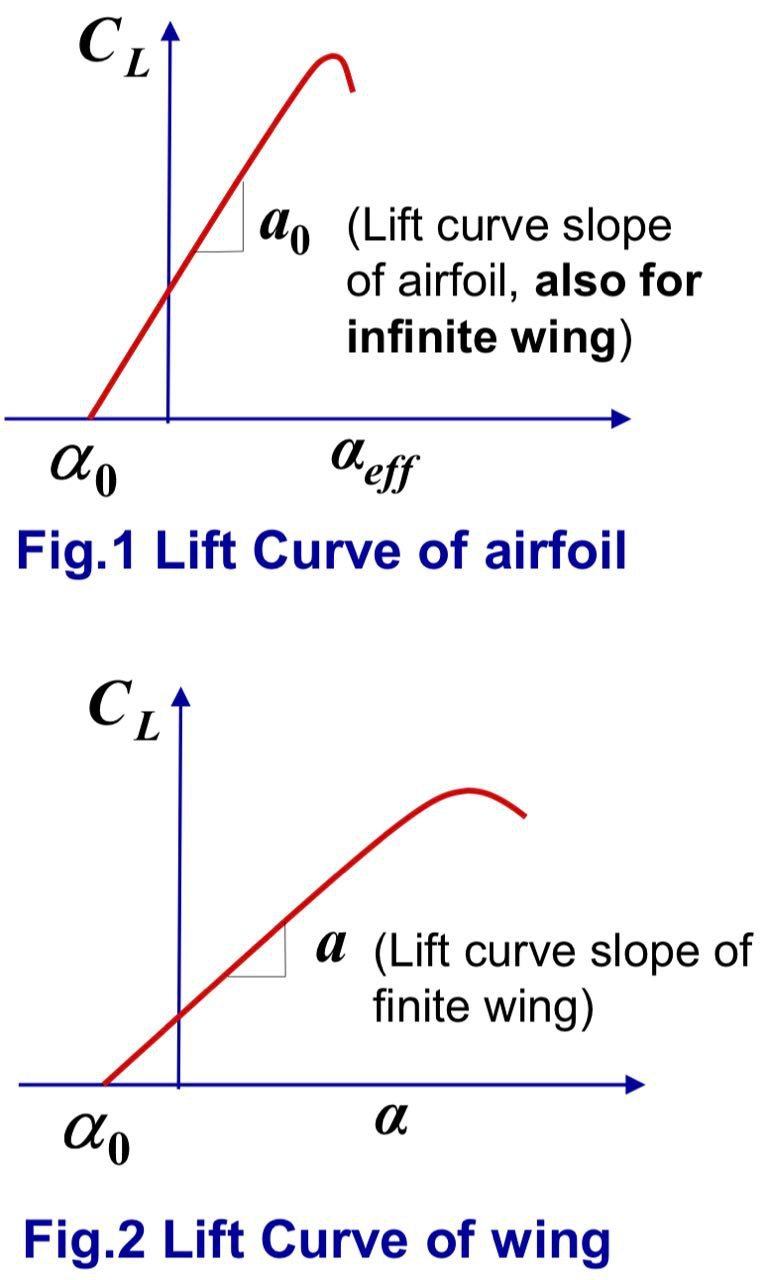 C_L
a_0 (Lift curve slope
of airfoil, also for
infinite wing)
α_0 α_eff
Fig.1 Lift Curve of airfoil
C_L
a (Lift curve slope of
finite wing)
α_0 α
Fig.2 Lift Curve of wing